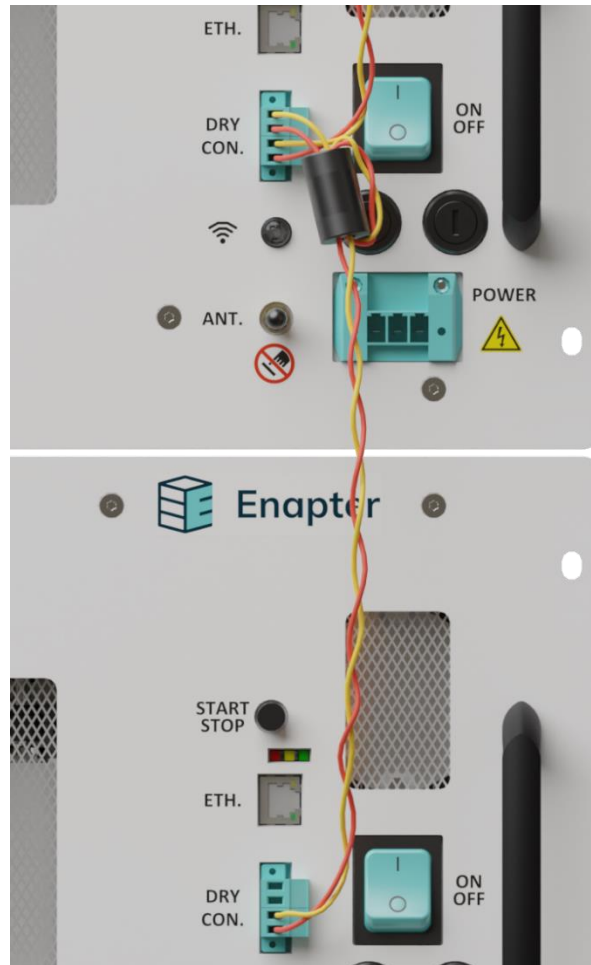 ETH.
DRY
CON.
ON
OFF
ANT.
POWER
Enapter
START
STOP
ETH.
DRY
CON.
ON
OFF